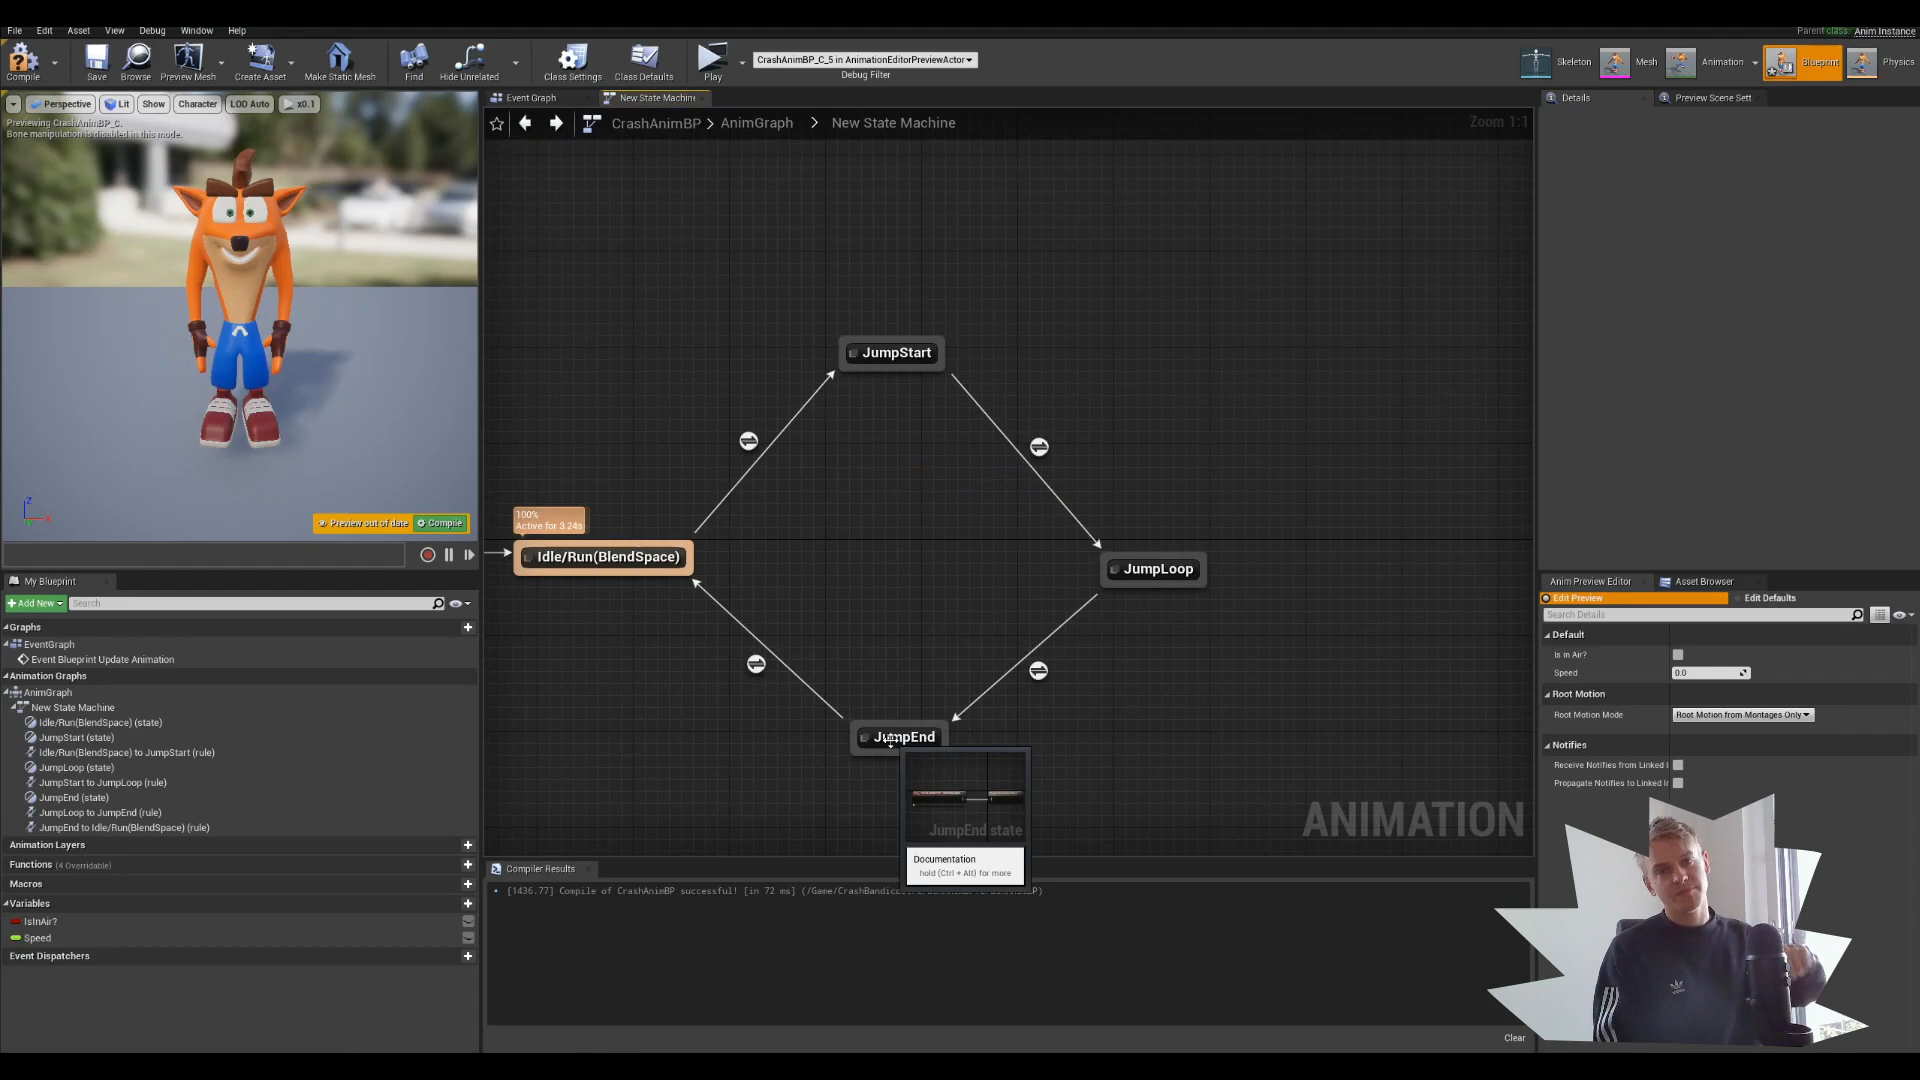 File Edit Asset View Debug Window Help
Parent class: Anim Instance
Compile Save Browse Preview Mesh Create Asset Make Static Mesh Find Hide Unrelated Class Settings Class Defaults Play
CrashAnimBP_C_5 in AnimationEditorPreviewActor
Debug Filter
Skeleton Mesh Animation Blueprint Physics
Perspective Lit Show Character LOD Auto x0.1
Previewing CrashAnimBP_C.
Bone manipulation is disabled in this mode.
Z
X
Preview out of date Compile
Event Graph New State Machine
CrashAnimBP > AnimGraph > New State Machine
Zoom 1:1
JumpStart
100%
Active for 3.24s
Idle/Run(BlendSpace)
JumpLoop
JumpEnd
JumpEnd state
Documentation
hold (Ctrl + Alt) for more
ANIMATION
My Blueprint
Add New Search
Graphs
EventGraph
Event Blueprint Update Animation
Animation Graphs
AnimGraph
New State Machine
Idle/Run(BlendSpace) (state)
JumpStart (state)
Idle/Run(BlendSpace) to JumpStart (rule)
JumpLoop (state)
JumpStart to JumpLoop (rule)
JumpEnd (state)
JumpLoop to JumpEnd (rule)
JumpEnd to Idle/Run(BlendSpace) (rule)
Animation Layers
Functions (4 Overridable)
Macros
Variables
IsInAir?
Speed
Event Dispatchers
Compiler Results
[1436.77] Compile of CrashAnimBP successful! [in 72 ms] (/Game/CrashBandic
Clear
Details Preview Scene Sett
Anim Preview Editor Asset Browser
Edit Preview Edit Defaults
Search Details
Default
Is in Air?
Speed 0.0
Root Motion
Root Motion Mode Root Motion from Montages Only
Notifies
Receive Notifies from Linked I
Propagate Notifies to Linked I